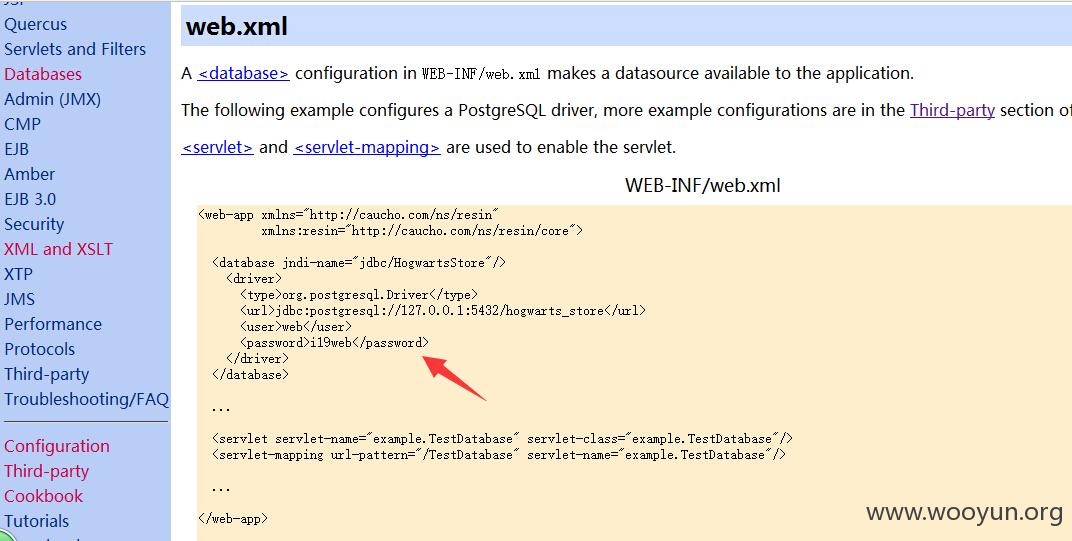 Quercus
Servlets and Filters
Databases
Admin (JMX)
CMP
EJB
Amber
EJB 3.0
Security
XML and XSLT
XTP
JMS
Performance
Protocols
Third-party
Troubleshooting/FAQ
Configuration
Third-party
Cookbook
Tutorials
web.xml
A <database> configuration in WEB-INF/web.xml makes a datasource available to the application.
The following example configures a PostgreSQL driver, more example configurations are in the Third-party section of
<servlet> and <servlet-mapping> are used to enable the servlet.
WEB-INF/web.xml
<web-app xmlns="http://caucho.com/ns/resin"
xmlns:resin="http://caucho.com/ns/resin/core">
<database jndi-name="jdbc/HogwartsStore"/>
<driver>
<type>org.postgresql.Driver</type>
<url>jdbc:postgresql://127.0.0.1:5432/hogwarts_store</url>
<user>web</user>
<password>i19web</password>
</driver>
</database>
...
<servlet servlet-name="example.TestDatabase" servlet-class="example.TestDatabase"/>
<servlet-mapping url-pattern="/TestDatabase" servlet-name="example.TestDatabase"/>
...
</web-app>
www.wooyun.org